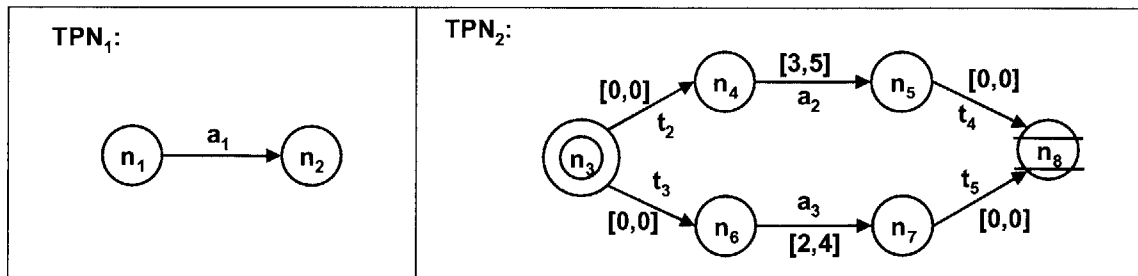 TPN₁:
n₁
a₁
n₂
TPN₂:
[0,0]
t₂
n₄
[3,5]
a₂
n₅
[0,0]
t₄
n₃
n₈
t₃
[0,0]
n₆
a₃
[2,4]
n₇
t₅
[0,0]